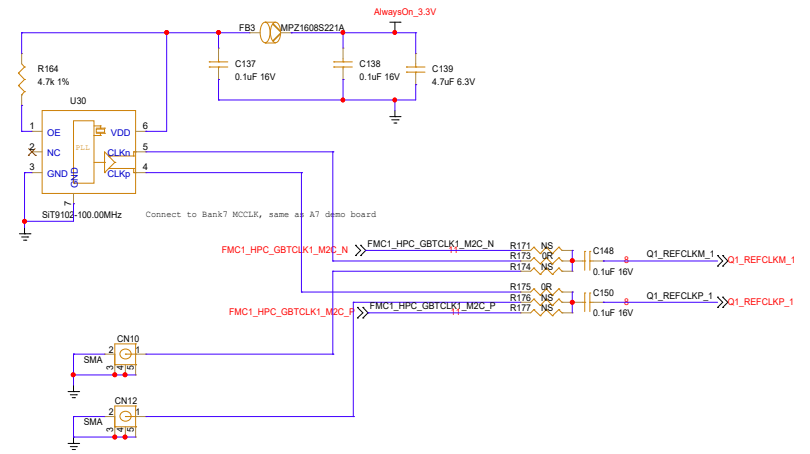 AlwaysOn_3.3V
FB3
MPZ1608S221A
R164
4.7k 1%
C137
0.1uF 16V
C138
0.1uF 16V
C139
4.7uF 6.3V
U30
1
OE
VDD
6
2
NC
PLL
CLKn
5
3
GND
GND
CLKp
4
7
SiT9102-100.00MHz
Connect to Bank7 MCCLK, same as A7 demo board
FMC1_HPC_GBTCLK1_M2C_N
FMC1_HPC_GBTCLK1_M2C_N
11
R171
NS
R173
0R
R174
NS
C148
0.1uF 16V
8
Q1_REFCLKM_1
Q1_REFCLKM_1
FMC1_HPC_GBTCLK1_M2C_P
FMC1_HPC_GBTCLK1_M2C_P
11
R175
0R
R176
NS
R177
NS
C150
0.1uF 16V
8
Q1_REFCLKP_1
Q1_REFCLKP_1
CN10
2
1
SMA
3
4
5
CN12
2
1
SMA
3
4
5